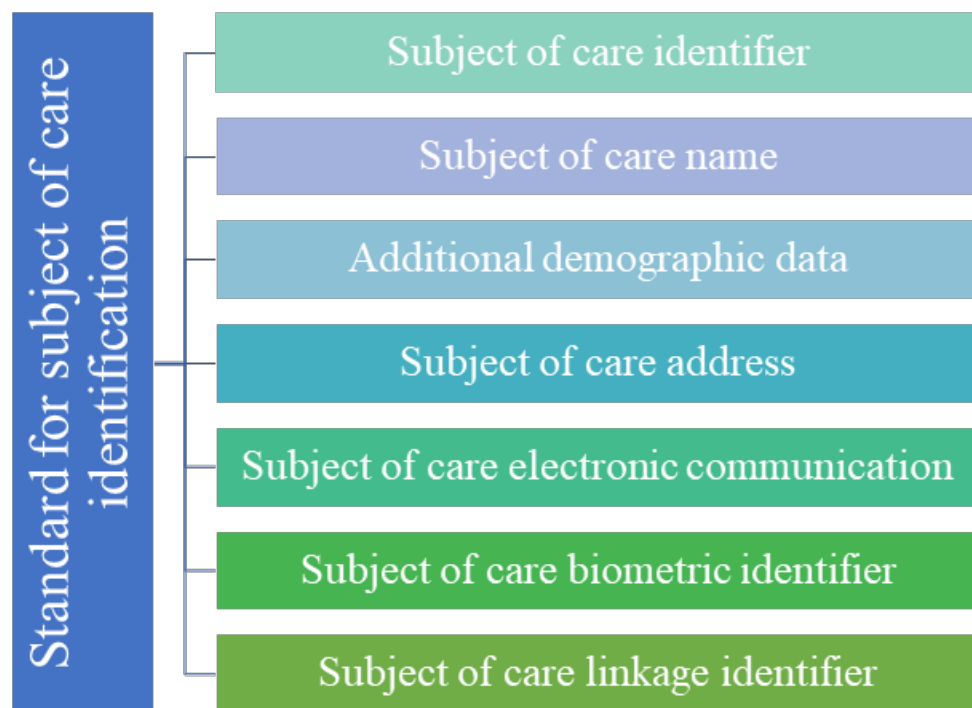 Standard for subject of care
identification
Subject of care identifier
Subject of care name
Additional demographic data
Subject of care address
Subject of care electronic communication
Subject of care biometric identifier
Subject of care linkage identifier